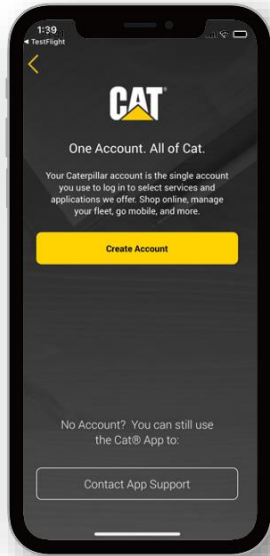 1:39
◀ TestFlight
CAT
One Account. All of Cat.
Your Caterpillar account is the single account
you use to log in to select services and
applications we offer. Shop online, manage
your fleet, go mobile, and more.
Create Account
No Account? You can still use
the Cat® App to:
Contact App Support